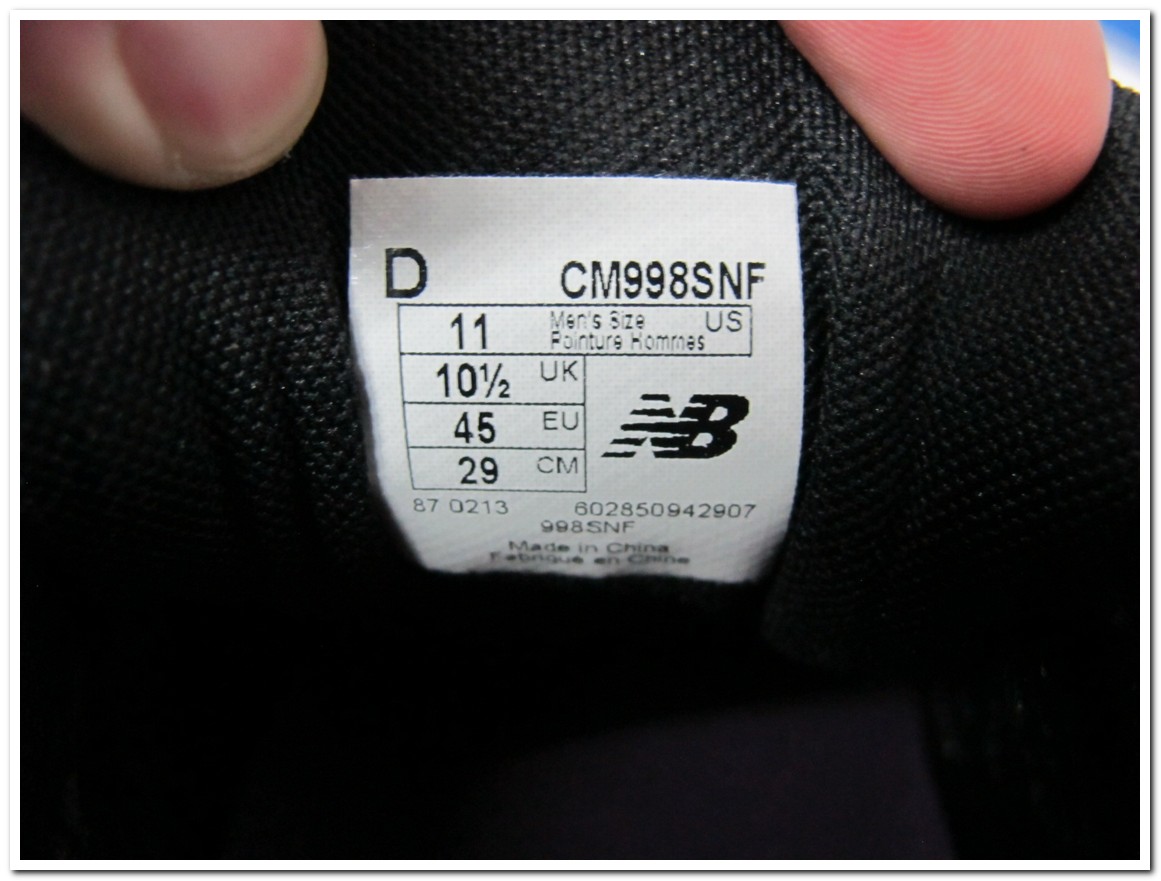 D CM998SNF
11 Men's Size US
Pointure Hommes
10½ UK
45 EU
NB
29 CM
87 0213 602850942907
998SNF
Made in China
Fabriqué en Chine